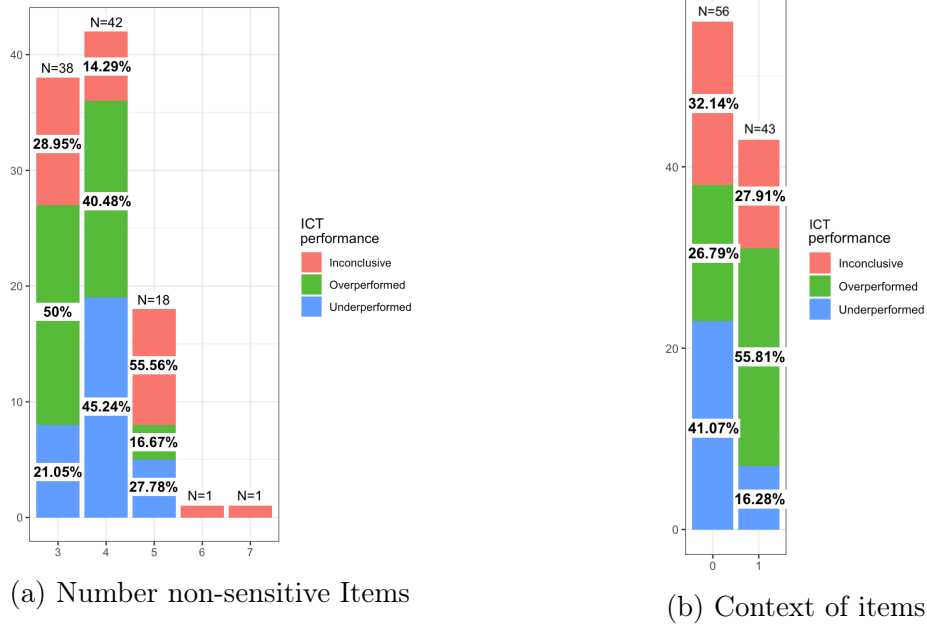 N=38
N=42
N=18
N=1
N=1
28.95%
50%
21.05%
14.29%
40.48%
45.24%
55.56%
16.67%
27.78%
40
30
20
10
0
3 4 5 6 7
ICT
performance
Inconclusive
Overperformed
Underperformed
(a) Number non-sensitive Items
N=56
N=43
32.14%
26.79%
41.07%
27.91%
55.81%
16.28%
40
20
0
0 1
ICT
performance
Inconclusive
Overperformed
Underperformed
(b) Context of items